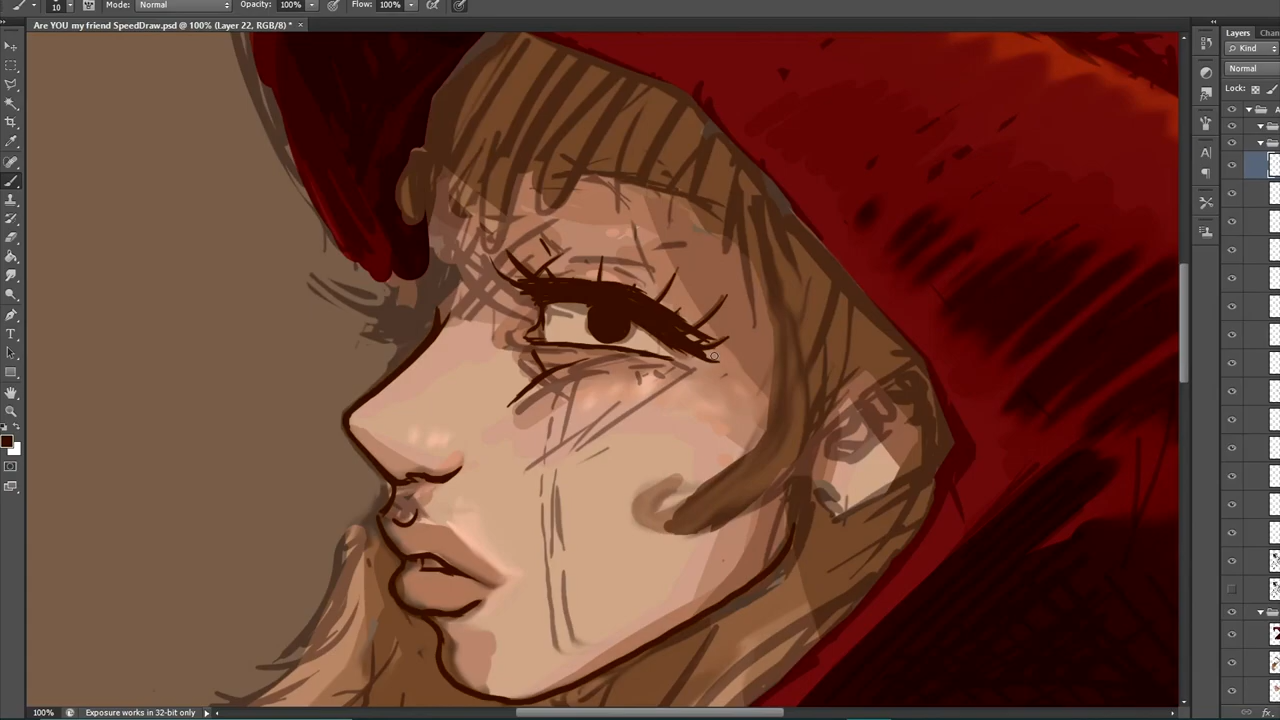 Mode: Normal Opacity: 100% Flow: 100%
10
Are YOU my friend SpeedDraw.psd @ 100% (Layer 22, RGB/8) * ×
Layers
Kind
Normal
Lock:
100% Exposure works in 32-bit only